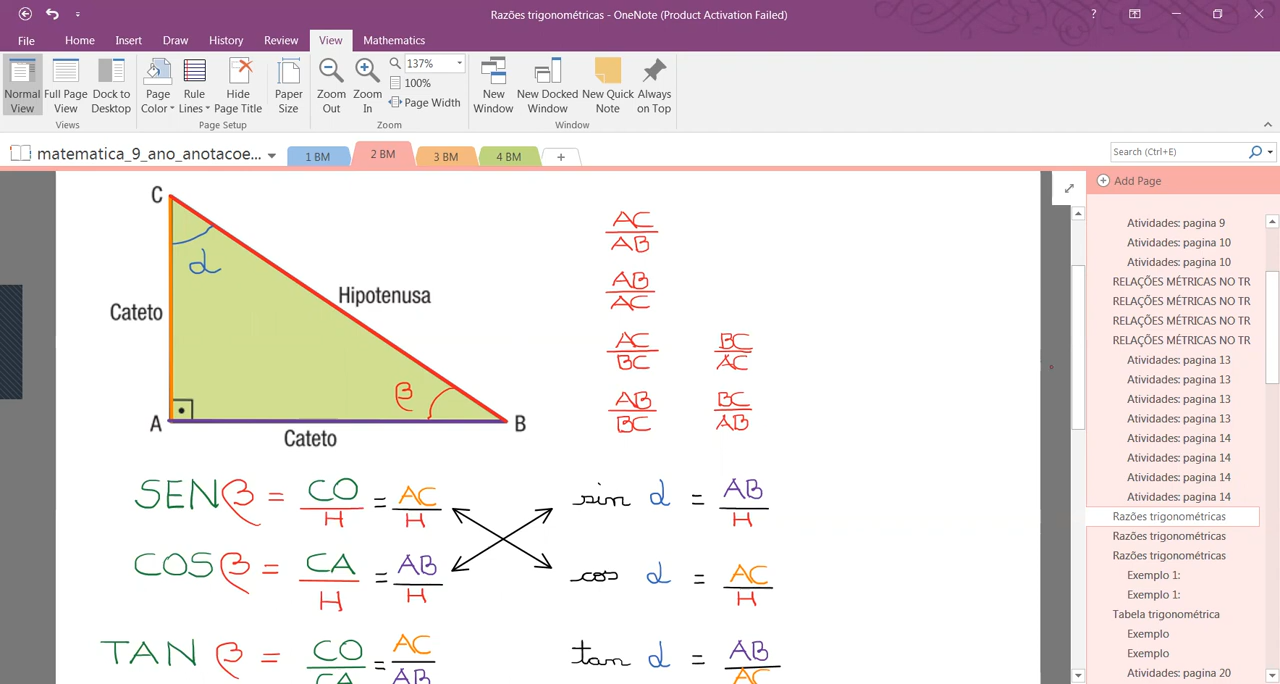 Razões trigonométricas - OneNote (Product Activation Failed)
?
File Home Insert Draw History Review View Mathematics
Normal View
Full Page View
Dock to Desktop
Views
Page Color
Rule Lines
Hide Page Title
Paper Size
Page Setup
Zoom Out
Zoom In
137%
100%
Page Width
Zoom
New Window
New Docked Window
New Quick Note
Always on Top
Window
matematica_9_ano_anotacoe...
1 BM
2 BM
3 BM
4 BM
+
Search (Ctrl+E)
Add Page
C
α
Cateto
Hipotenusa
β
A
B
Cateto
AC/AB
AB/AC
AC/BC BC/AC
AB/BC BC/AB
SENβ = CO/H = AC/H
sin α = AB/H
COSβ = CA/H = AB/H
cos α = AC/H
TAN β = CO/CA = AC/AB
tan α = AB/AC
Atividades: pagina 9
Atividades: pagina 10
Atividades: pagina 10
RELAÇÕES MÉTRICAS NO TR
RELAÇÕES MÉTRICAS NO TR
RELAÇÕES MÉTRICAS NO TR
RELAÇÕES MÉTRICAS NO TR
Atividades: pagina 13
Atividades: pagina 13
Atividades: pagina 13
Atividades: pagina 13
Atividades: pagina 14
Atividades: pagina 14
Atividades: pagina 14
Atividades: pagina 14
Razões trigonométricas
Razões trigonométricas
Razões trigonométricas
Exemplo 1:
Exemplo 1:
Tabela trigonométrica
Exemplo
Exemplo
Atividades: pagina 20